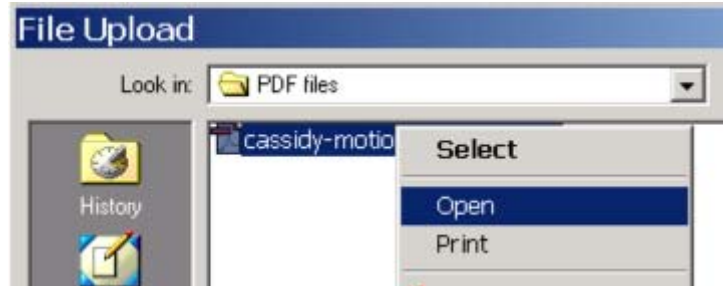 File Upload
Look in: PDF files
cassidy-motio
Select
History
Open
Print